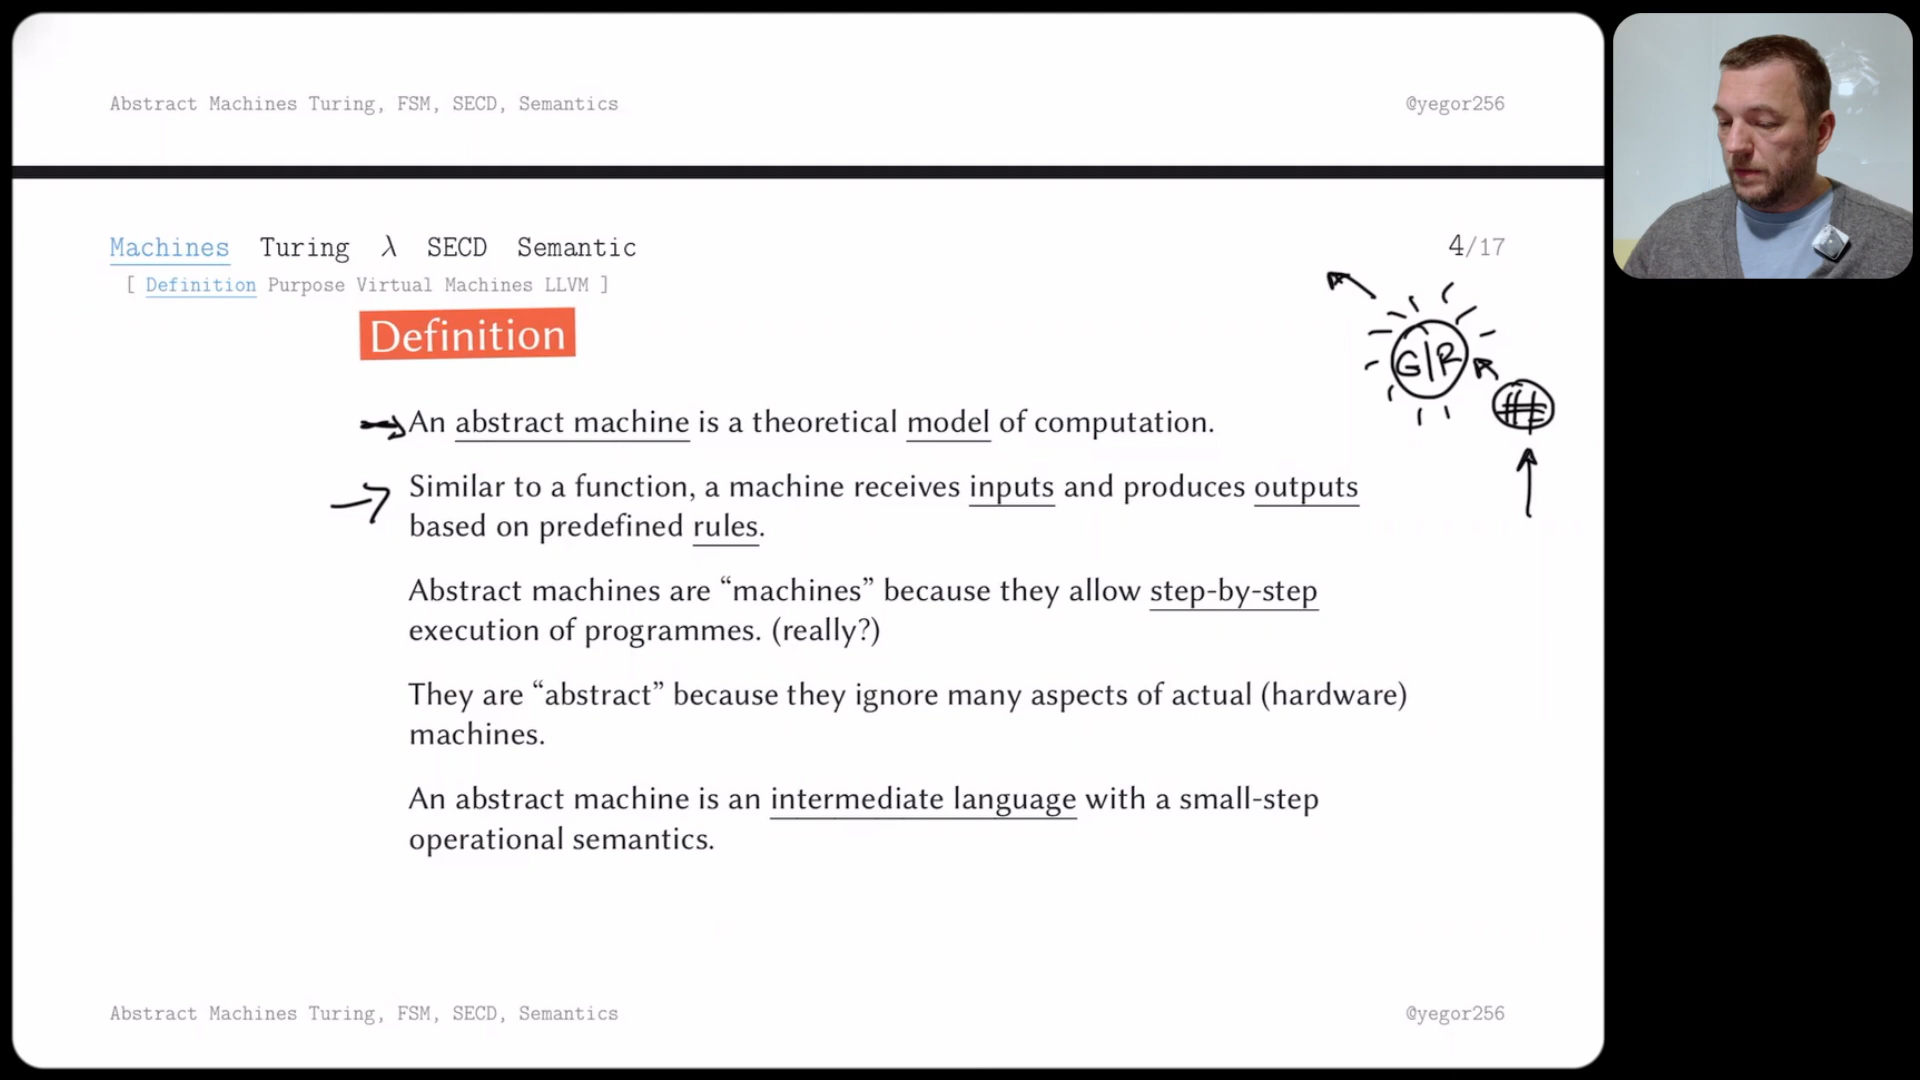 Abstract Machines Turing, FSM, SECD, Semantics @yegor256
Machines Turing λ SECD Semantic 4/17
[ Definition Purpose Virtual Machines LLVM ]
Definition
G|R
An abstract machine is a theoretical model of computation.
Similar to a function, a machine receives inputs and produces outputs
based on predefined rules.
Abstract machines are “machines” because they allow step-by-step
execution of programmes. (really?)
They are “abstract” because they ignore many aspects of actual (hardware)
machines.
An abstract machine is an intermediate language with a small-step
operational semantics.
Abstract Machines Turing, FSM, SECD, Semantics @yegor256